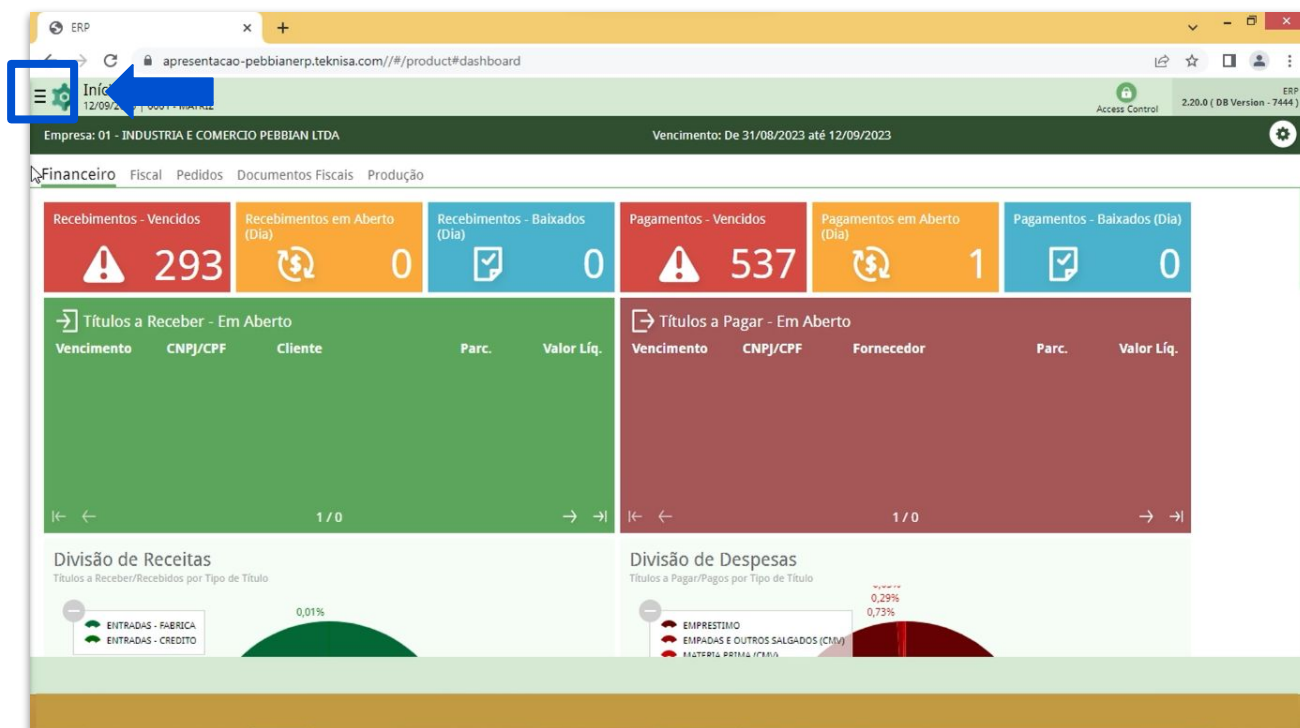 ERP
apresentacao-pebbianerp.teknisa.com//#/product#dashboard
Access Control
ERP
2.20.0 ( DB Version - 7444 )
Empresa: 01 - INDUSTRIA E COMERCIO PEBBIAN LTDA
Vencimento: De 31/08/2023 até 12/09/2023
Financeiro Fiscal Pedidos Documentos Fiscais Produção
Recebimentos - Vencidos
293
Recebimentos em Aberto
(Dia)
0
Recebimentos - Baixados
(Dia)
0
Pagamentos - Vencidos
537
Pagamentos em Aberto
(Dia)
1
Pagamentos - Baixados (Dia)
0
Títulos a Receber - Em Aberto
Vencimento CNPJ/CPF Cliente Parc. Valor Líq.
1 / 0
Títulos a Pagar - Em Aberto
Vencimento CNPJ/CPF Fornecedor Parc. Valor Líq.
1 / 0
Divisão de Receitas
Títulos a Receber/Recebidos por Tipo de Título
ENTRADAS - FABRICA
ENTRADAS - CREDITO
0,01%
Divisão de Despesas
Títulos a Pagar/Pagos por Tipo de Título
0,29%
0,73%
EMPRESTIMO
EMPADAS E OUTROS SALGADOS (CMV)
MATERIA PRIMA (CMV)